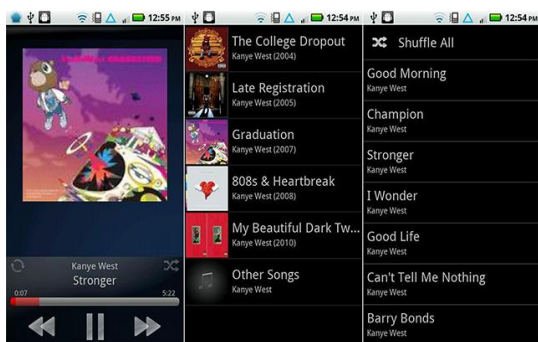 12:55 PM
Kanye West
Stronger
0:07
5:22
12:54 PM
The College Dropout
Kanye West (2004)
Late Registration
Kanye West (2005)
Graduation
Kanye West (2007)
808s & Heartbreak
Kanye West (2008)
My Beautiful Dark Tw...
Kanye West (2010)
Other Songs
Kanye West
12:54 PM
Shuffle All
Good Morning
Kanye West
Champion
Kanye West
Stronger
Kanye West
I Wonder
Kanye West
Good Life
Kanye West
Can't Tell Me Nothing
Kanye West
Barry Bonds
Kanye West